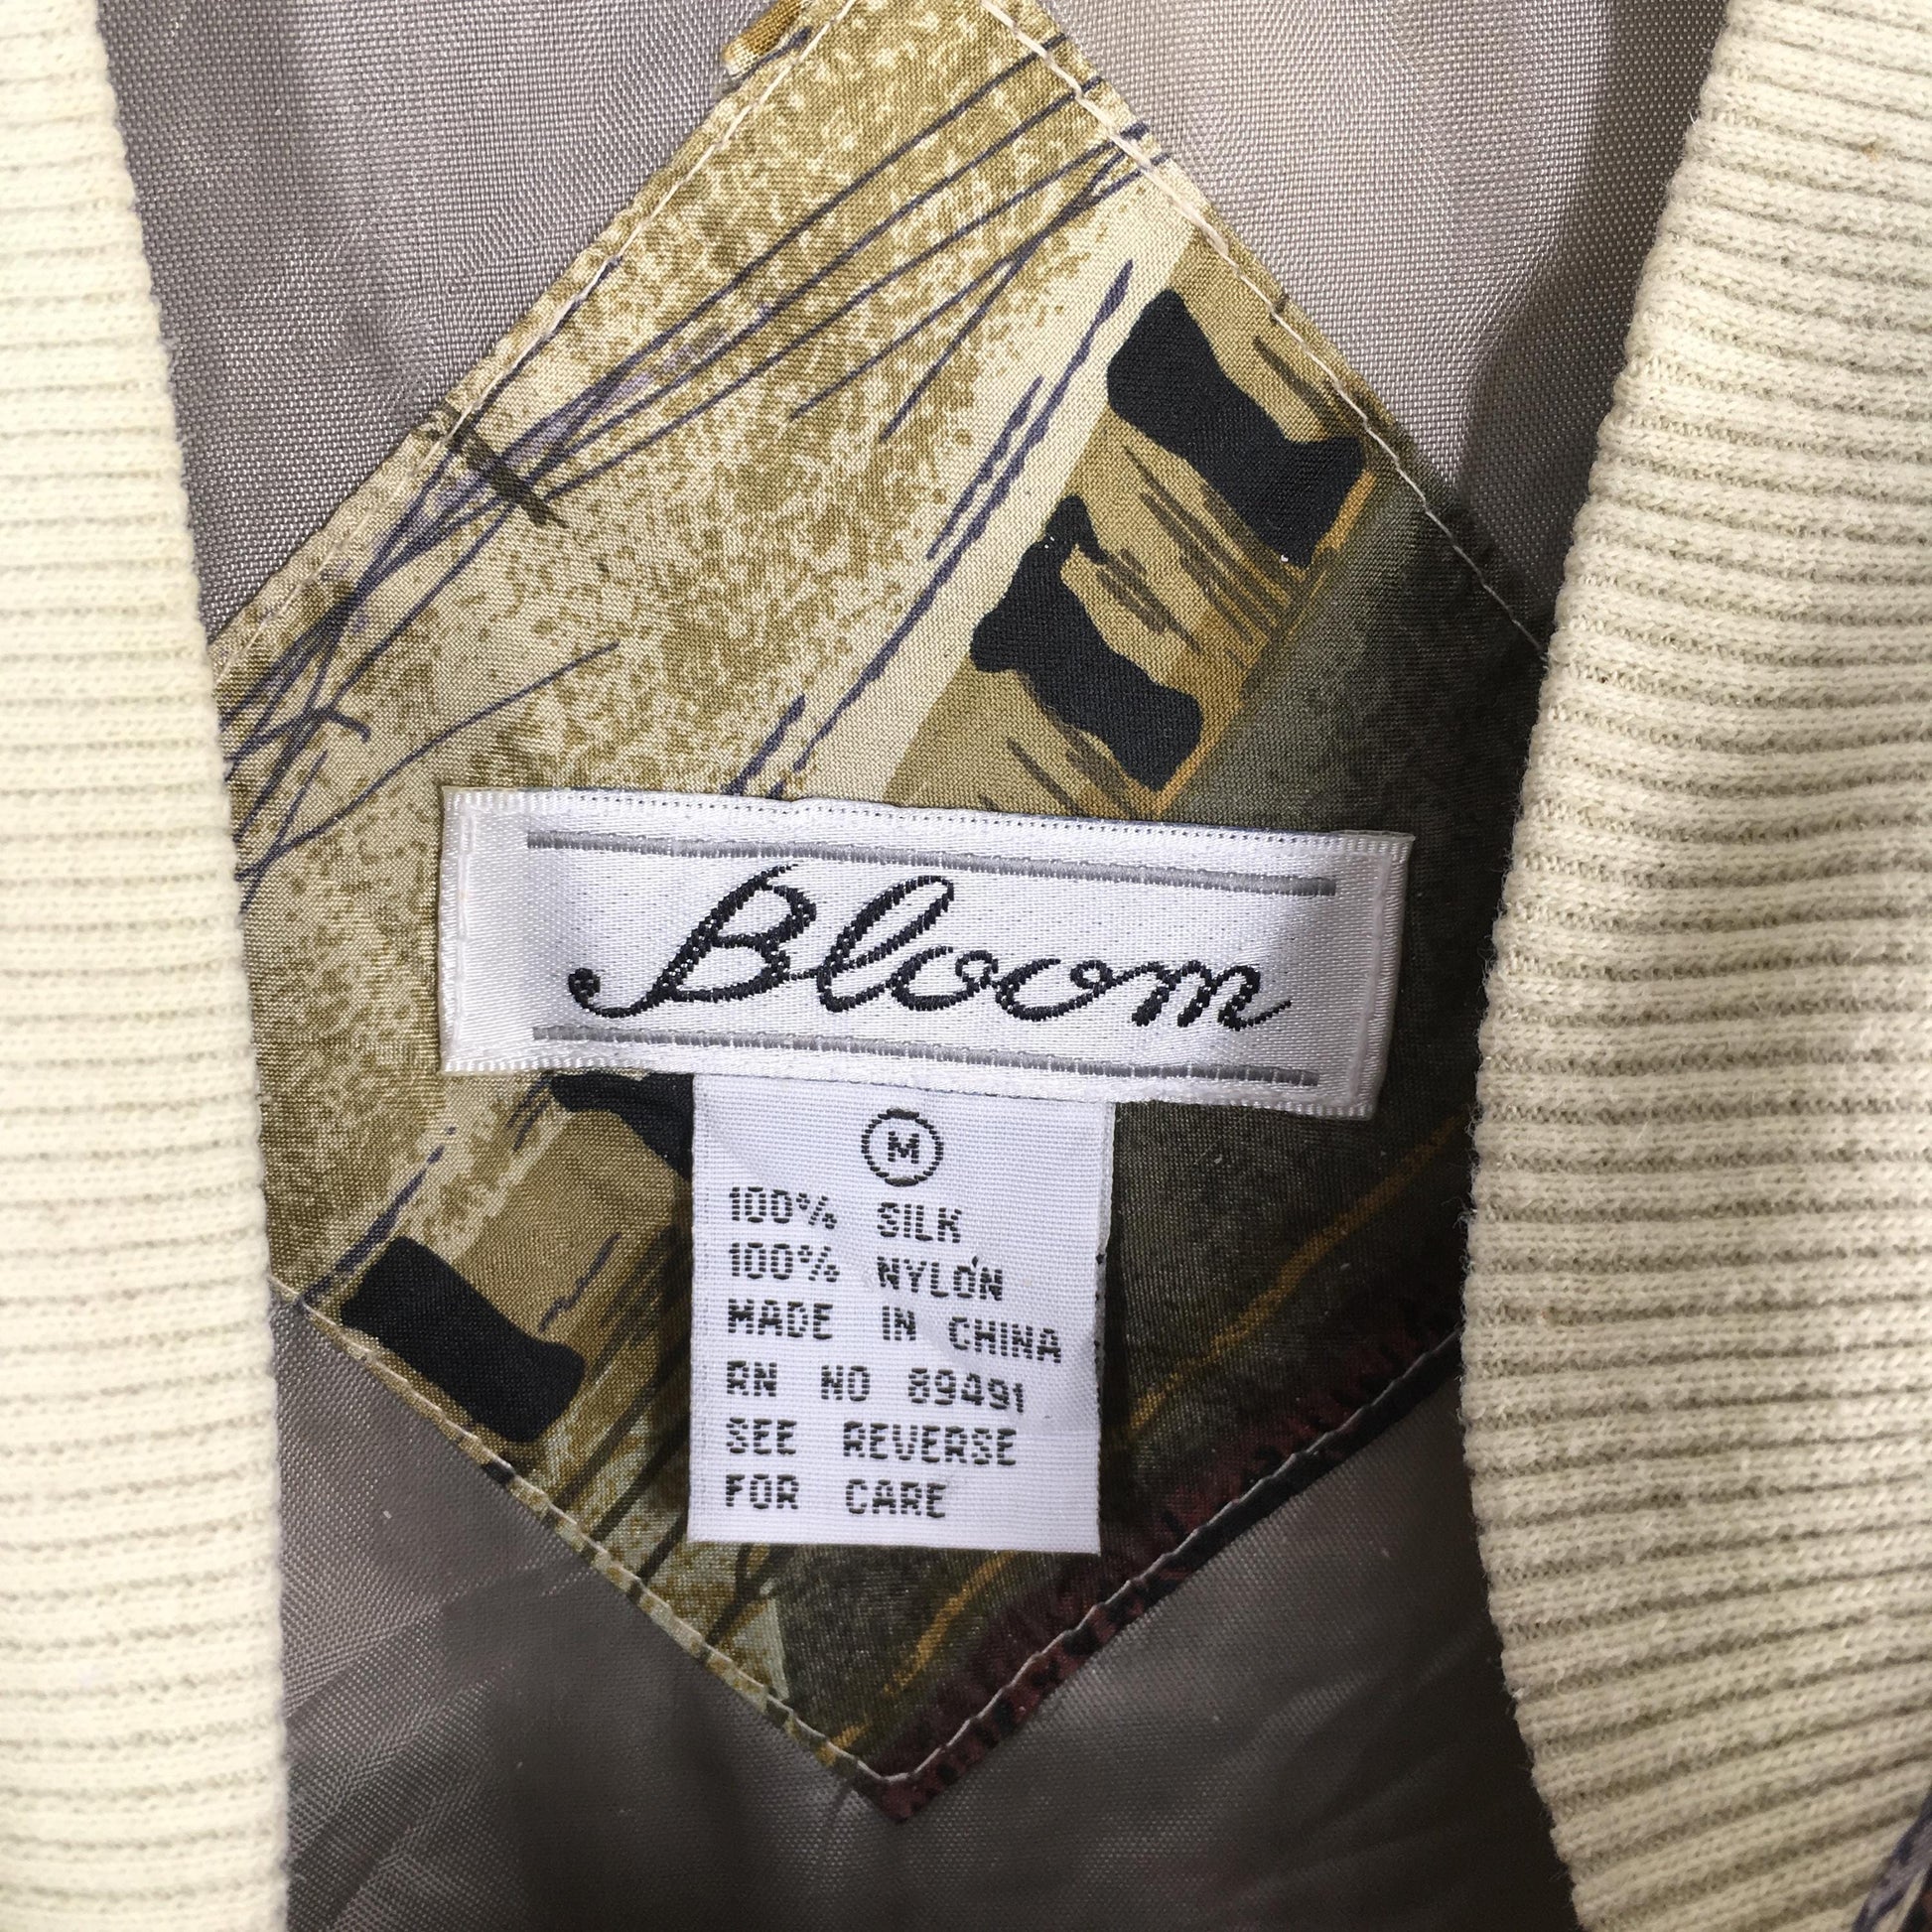 Bloom
M
100% SILK
100% NYLON
MADE IN CHINA
RN NO 89491
SEE REVERSE
FOR CARE